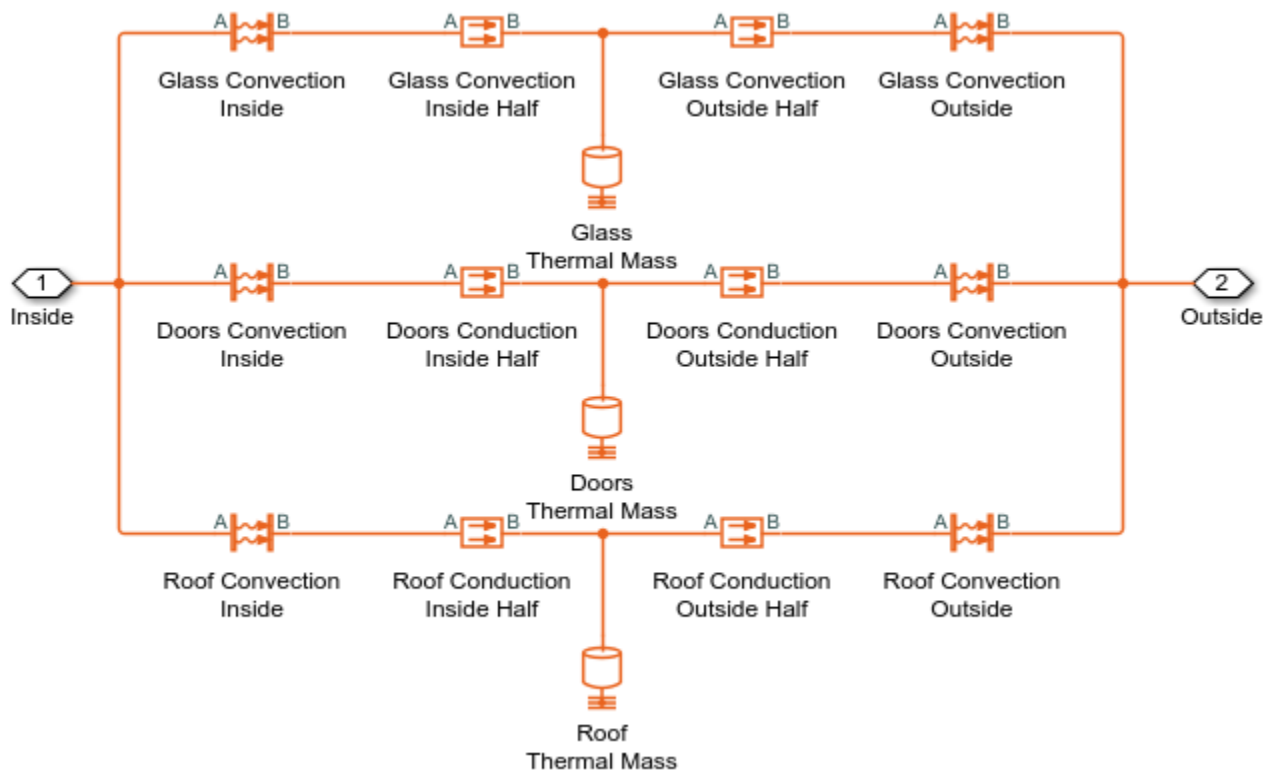 A B A B A B A B
Glass Convection Glass Convection Glass Convection Glass Convection
Inside Inside Half Outside Half Outside
Glass
Thermal Mass
A B A B A B A B
1 2
Inside Outside
Doors Convection Doors Conduction Doors Conduction Doors Convection
Inside Inside Half Outside Half Outside
Doors
Thermal Mass
A B A B A B A B
Roof Convection Roof Conduction Roof Conduction Roof Convection
Inside Inside Half Outside Half Outside
Roof
Thermal Mass